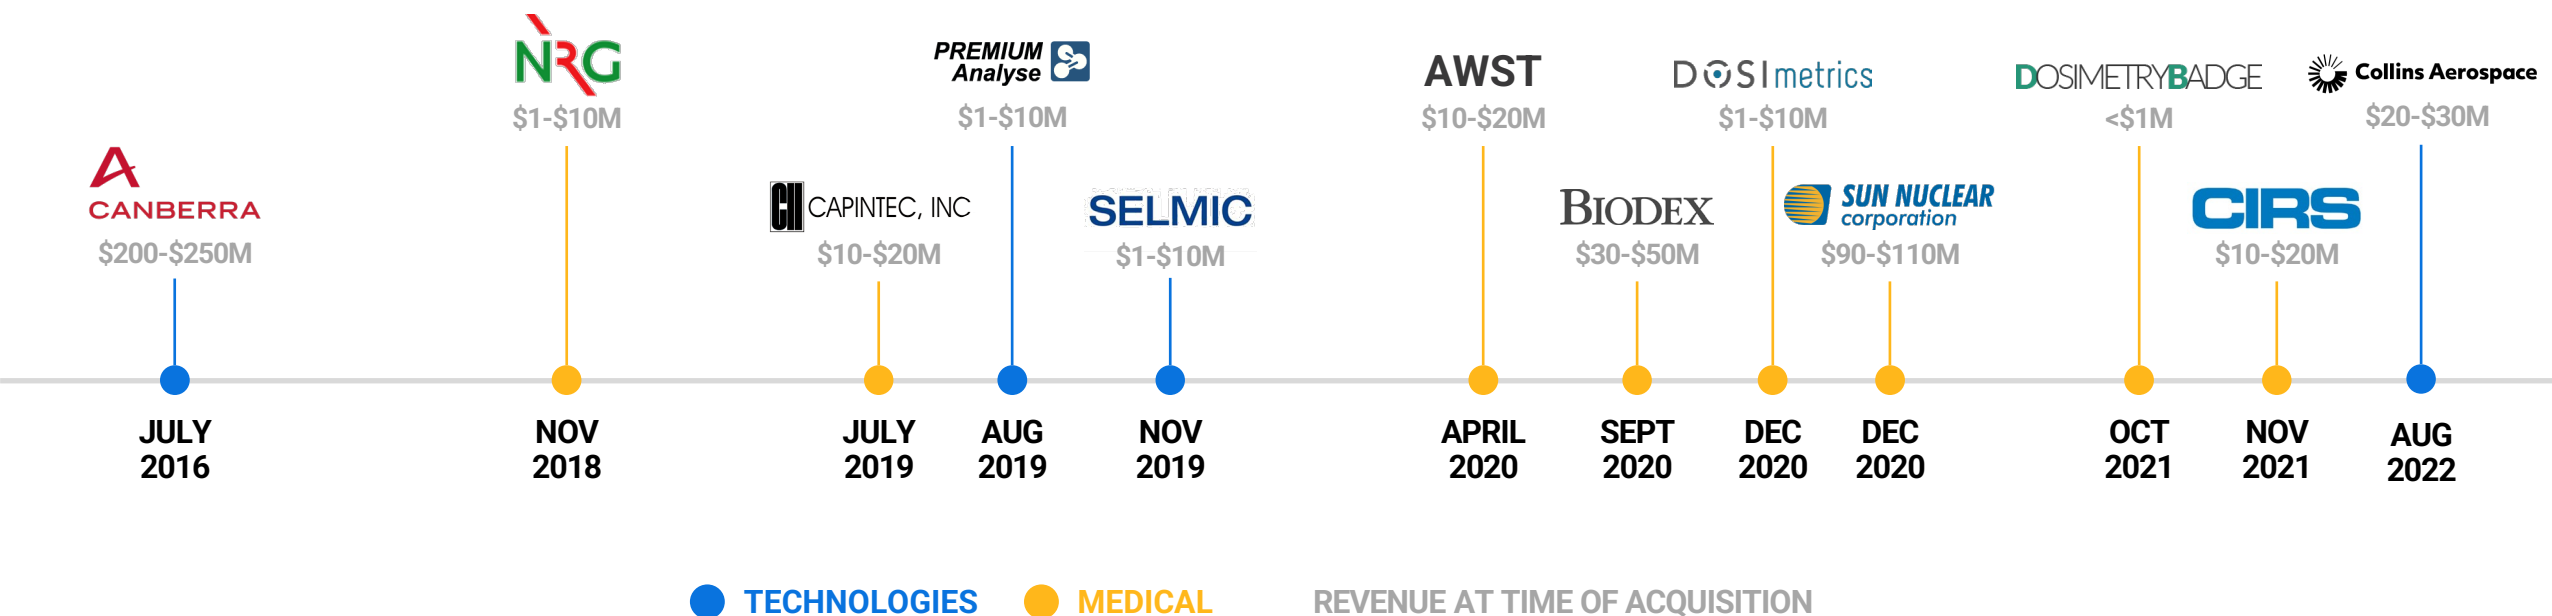 CANBERRA
$200-$250M
JULY
2016
NRG
$1-$10M
NOV
2018
CII CAPINTEC, INC
$10-$20M
JULY
2019
PREMIUM
Analyse
$1-$10M
AUG
2019
SELMIC
$1-$10M
NOV
2019
AWST
$10-$20M
APRIL
2020
BIODEX
$30-$50M
SEPT
2020
DOSImetrics
$1-$10M
DEC
2020
SUN NUCLEAR
corporation
$90-$110M
DEC
2020
DOSIMETRYBADGE
<$1M
OCT
2021
CIRS
$10-$20M
NOV
2021
Collins Aerospace
$20-$30M
AUG
2022
TECHNOLOGIES
MEDICAL
REVENUE AT TIME OF ACQUISITION